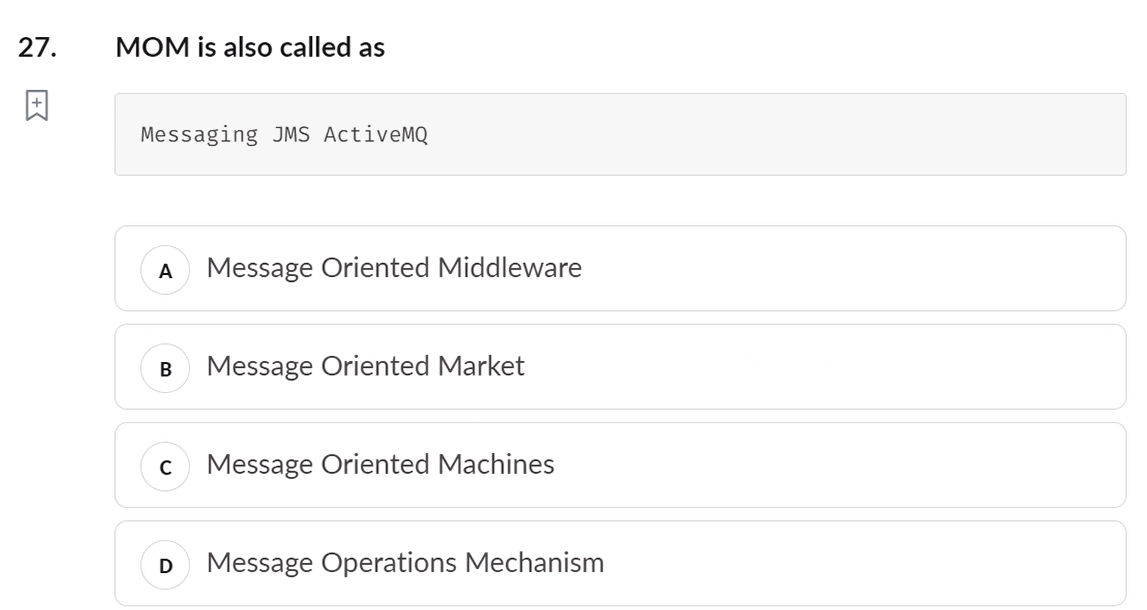 27. MOM is also called as
Messaging JMS ActiveMQ
A Message Oriented Middleware
B Message Oriented Market
C Message Oriented Machines
D Message Operations Mechanism